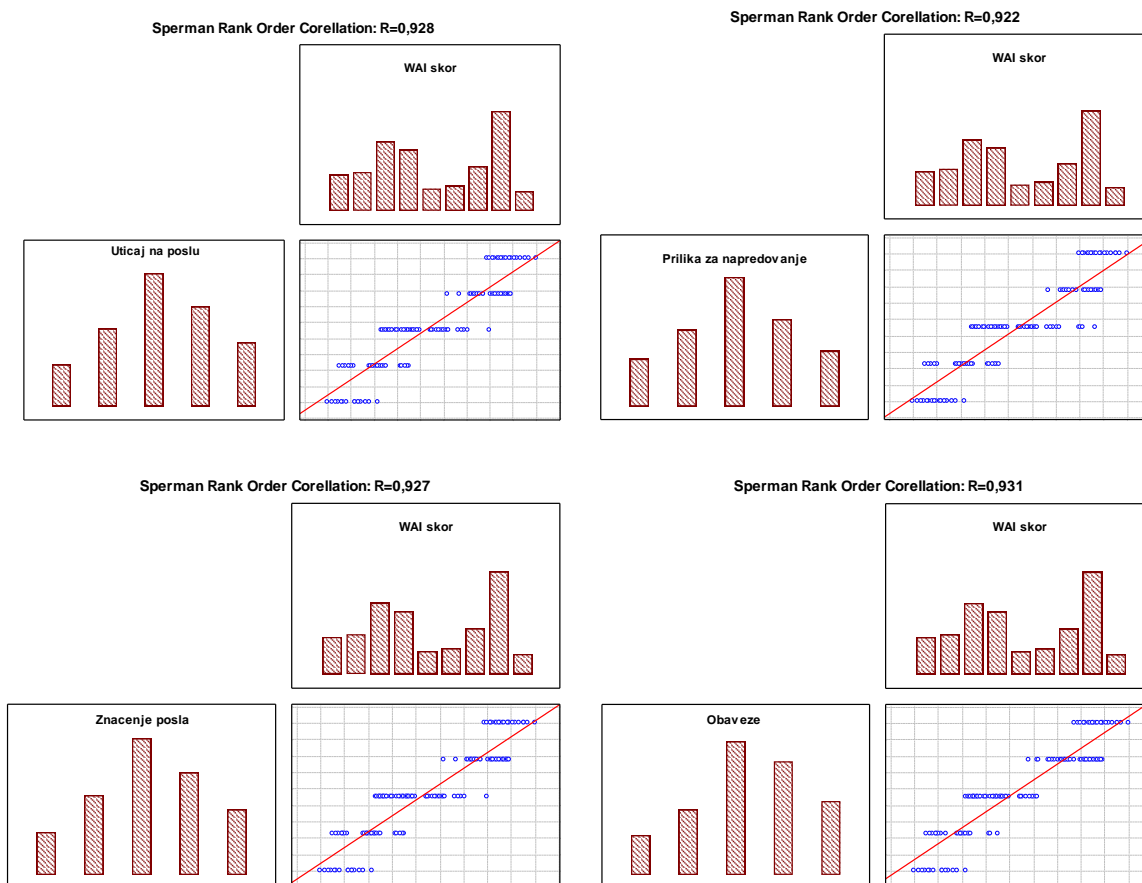 Sperman Rank Order Corellation: R=0,928
WAI skor
Uticaj na poslu
Sperman Rank Order Corellation: R=0,922
WAI skor
Prilika za napredovanje
Sperman Rank Order Corellation: R=0,927
WAI skor
Znacenje posla
Sperman Rank Order Corellation: R=0,931
WAI skor
Obaveze